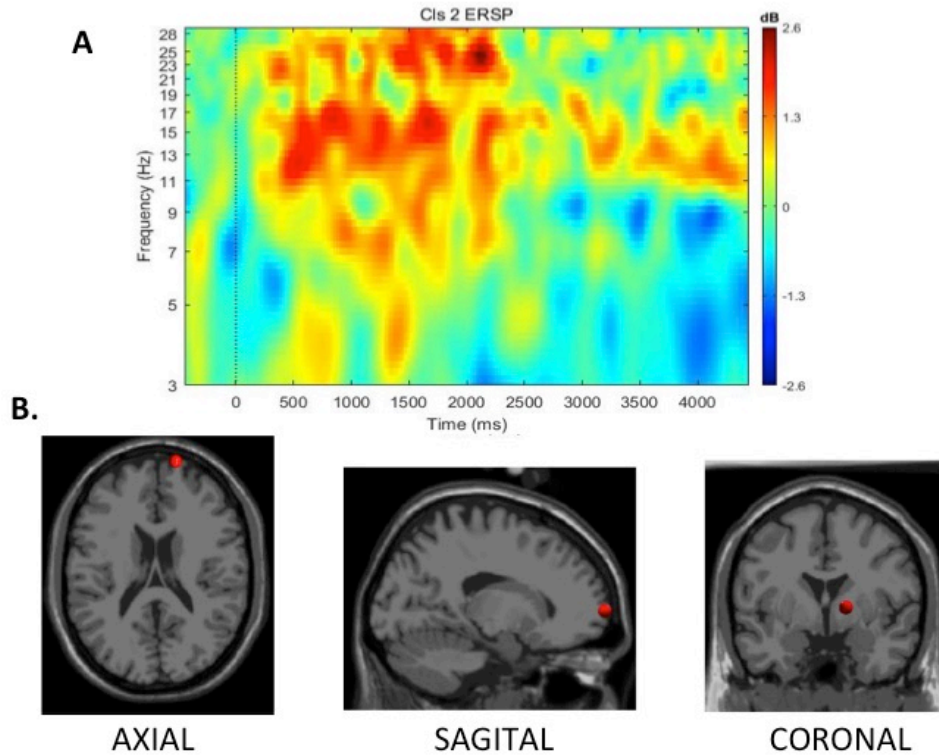 Cls 2 ERSP
A
dB
Frequency (Hz)
28
25
23
21
19
17
15
13
11
9
7
5
3
2.6
1.3
0
-1.3
-2.6
0 500 1000 1500 2000 2500 3000 3500 4000
Time (ms)
B.
AXIAL SAGITAL CORONAL